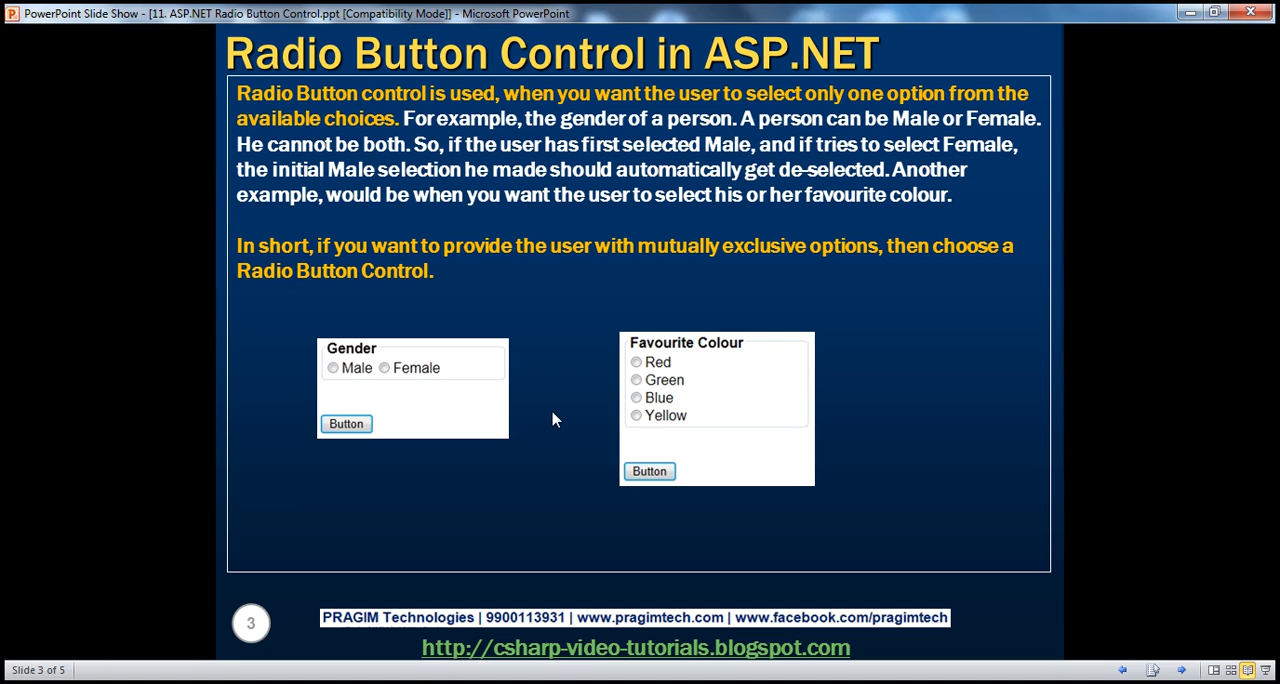 PowerPoint Slide Show - [11. ASP.NET Radio Button Control.ppt [Compatibility Mode]] - Microsoft PowerPoint
Radio Button Control in ASP.NET
Radio Button control is used, when you want the user to select only one option from the
available choices. For example, the gender of a person. A person can be Male or Female.
He cannot be both. So, if the user has first selected Male, and if tries to select Female,
the initial Male selection he made should automatically get de-selected. Another
example, would be when you want the user to select his or her favourite colour.
In short, if you want to provide the user with mutually exclusive options, then choose a
Radio Button Control.
Gender
Male Female
Button
Favourite Colour
Red
Green
Blue
Yellow
Button
3
PRAGIM Technologies | 9900113931 | www.pragimtech.com | www.facebook.com/pragimtech
http://csharp-video-tutorials.blogspot.com
Slide 3 of 5